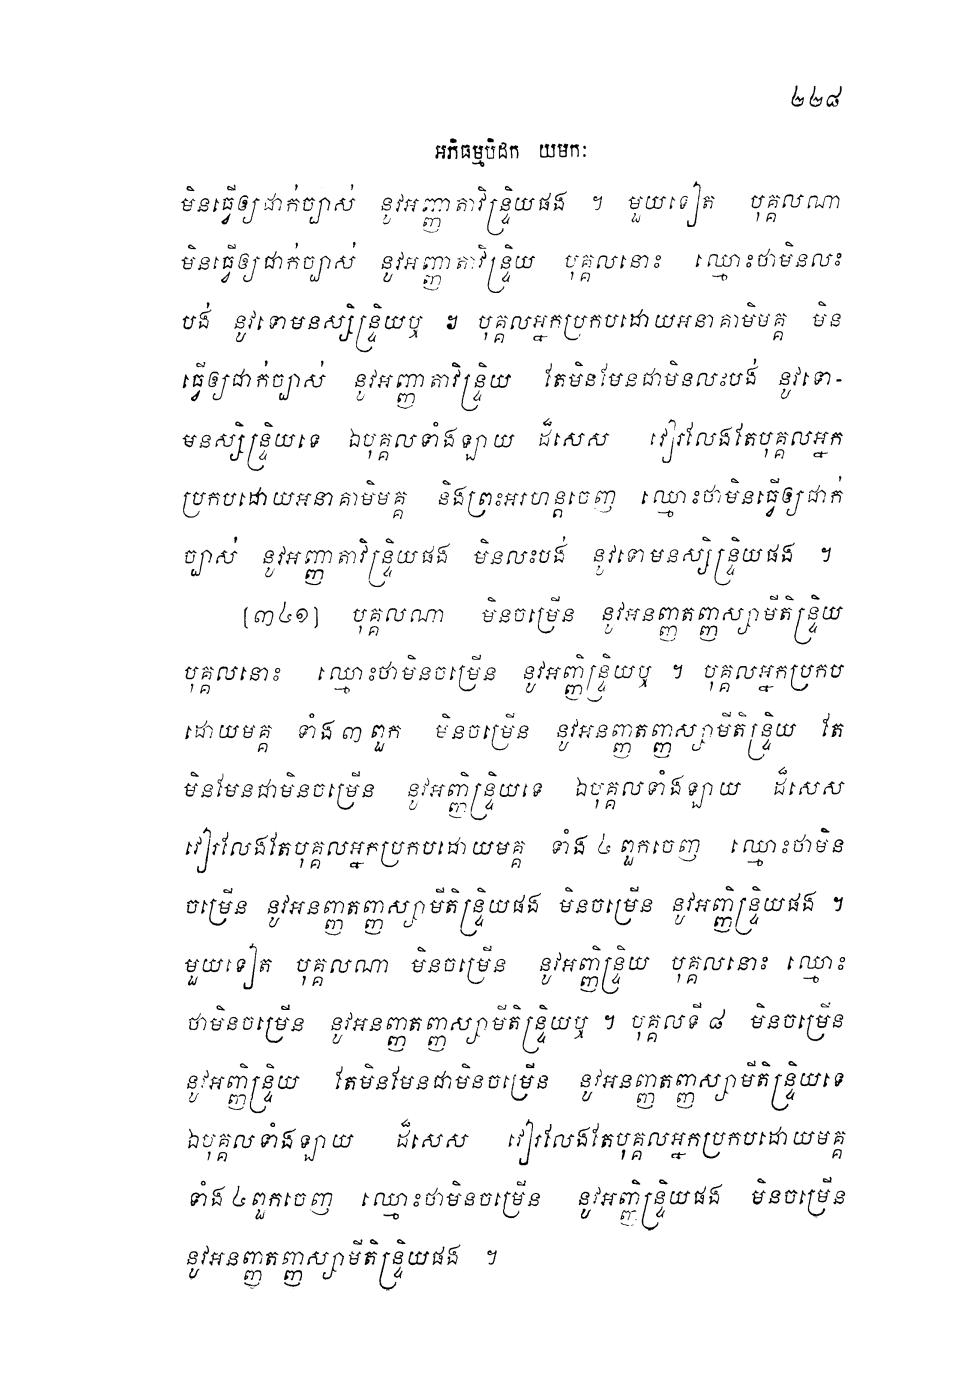 ២២៨
អភិធម្មបិដក យមកៈ
មិនធ្វើឲ្យជាក់ច្បាស់ នូវអញ្ញាតាវិន្ទ្រិយផង ។ មួយទៀត បុគ្គលណា
មិនធ្វើឲ្យជាក់ច្បាស់ នូវអញ្ញាតាវិន្ទ្រិយ បុគ្គលនោះ ឈ្មោះថាមិនលះ
បង់ នូវទោមនស្សិន្ទ្រិយឬ ។ បុគ្គលអ្នកប្រកបដោយអនាគាមិមគ្គ មិន
ធ្វើឲ្យជាក់ច្បាស់ នូវអញ្ញាតាវិន្ទ្រិយ តែមិនមែនជាមិនលះបង់ នូវទោ-
មនស្សិន្ទ្រិយទេ ឯបុគ្គលទាំងឡាយ ដ៏សេស វៀរលែងតែបុគ្គលអ្នក
ប្រកបដោយអនាគាមិមគ្គ និងព្រះអរហន្តចេញ ឈ្មោះថាមិនធ្វើឲ្យជាក់
ច្បាស់ នូវអញ្ញាតាវិន្ទ្រិយផង មិនលះបង់ នូវទោមនស្សិន្ទ្រិយផង ។
[៣៤១] បុគ្គលណា មិនចម្រើន នូវអនញ្ញតញ្ញស្សាមីតិន្ទ្រិយ
បុគ្គលនោះ ឈ្មោះថាមិនចម្រើន នូវអញ្ញិន្ទ្រិយឬ ។ បុគ្គលអ្នកប្រកប
ដោយមគ្គ ទាំង ៣ ពួក មិនចម្រើន នូវអនញ្ញតញ្ញស្សាមីតិន្ទ្រិយ តែ
មិនមែនជាមិនចម្រើន នូវអញ្ញិន្ទ្រិយទេ ឯបុគ្គលទាំងឡាយ ដ៏សេស
វៀរលែងតែបុគ្គលអ្នកប្រកបដោយមគ្គ ទាំង ៤ ពួកចេញ ឈ្មោះថាមិន
ចម្រើន នូវអនញ្ញតញ្ញស្សាមីតិន្ទ្រិយផង មិនចម្រើន នូវអញ្ញិន្ទ្រិយផង ។
មួយទៀត បុគ្គលណា មិនចម្រើន នូវអញ្ញិន្ទ្រិយ បុគ្គលនោះ ឈ្មោះ
ថាមិនចម្រើន នូវអនញ្ញតញ្ញស្សាមីតិន្ទ្រិយឬ ។ បុគ្គលទី ៨ មិនចម្រើន
នូវអញ្ញិន្ទ្រិយ តែមិនមែនជាមិនចម្រើន នូវអនញ្ញតញ្ញស្សាមីតិន្ទ្រិយទេ
ឯបុគ្គលទាំងឡាយ ដ៏សេស វៀរលែងតែបុគ្គលអ្នកប្រកបដោយមគ្គ
ទាំង ៤ ពួកចេញ ឈ្មោះថាមិនចម្រើន នូវអញ្ញិន្ទ្រិយផង មិនចម្រើន
នូវអនញ្ញតញ្ញស្សាមីតិន្ទ្រិយផង ។